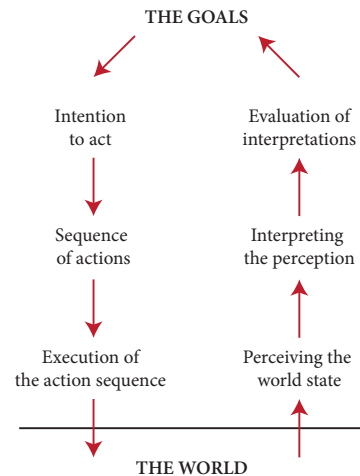 THE GOALS
Intention
to act
Evaluation of
interpretations
Sequence
of actions
Interpreting
the perception
Execution of
the action sequence
Perceiving the
world state
THE WORLD